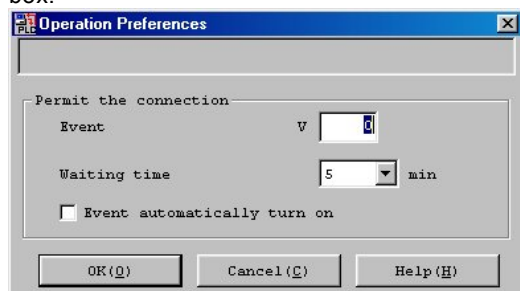 box.
PLC Operation Preferences
Permit the connection
Event V 0
Waiting time 5 min
Event automatically turn on
OK(O) Cancel(C) Help(H)